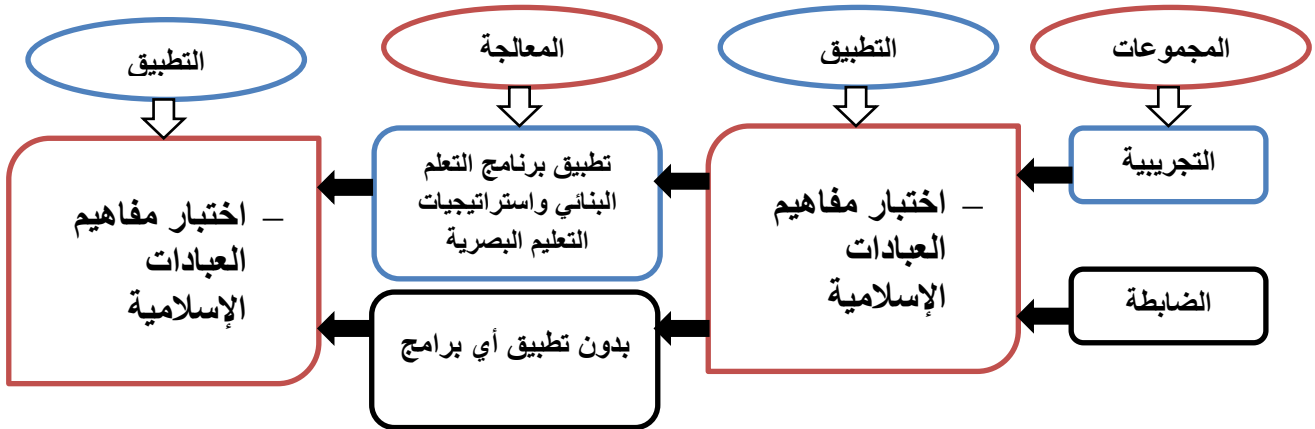 المجموعات
التطبيق
المعالجة
التطبيق
التجريبية
الضابطة
– اختبار مفاهيم
العبادات
الإسلامية
تطبيق برنامج التعلم
البنائي واستراتيجيات
التعليم البصرية
بدون تطبيق أي برامج
– اختبار مفاهيم
العبادات
الإسلامية